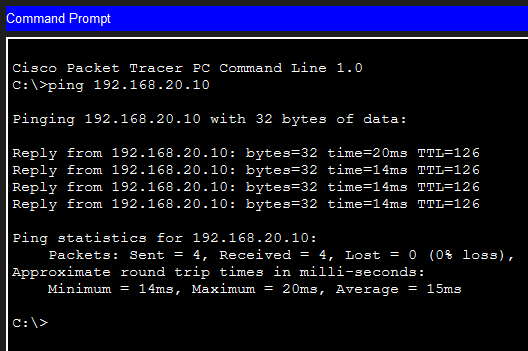 Command Prompt
Cisco Packet Tracer PC Command Line 1.0
C:\>ping 192.168.20.10
Pinging 192.168.20.10 with 32 bytes of data:
Reply from 192.168.20.10: bytes=32 time=20ms TTL=126
Reply from 192.168.20.10: bytes=32 time=14ms TTL=126
Reply from 192.168.20.10: bytes=32 time=14ms TTL=126
Reply from 192.168.20.10: bytes=32 time=14ms TTL=126
Ping statistics for 192.168.20.10:
    Packets: Sent = 4, Received = 4, Lost = 0 (0% loss),
Approximate round trip times in milli-seconds:
    Minimum = 14ms, Maximum = 20ms, Average = 15ms
C:\>